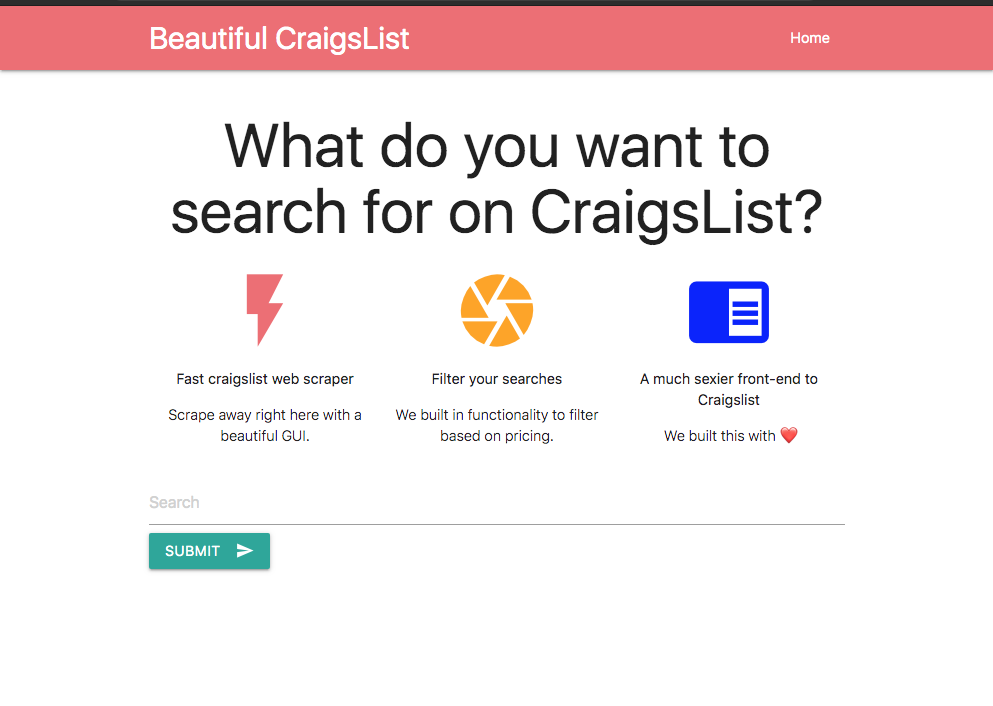 Beautiful CraigsList
Home
What do you want to
search for on CraigsList?
Fast craigslist web scraper
Scrape away right here with a
beautiful GUI.
Filter your searches
We built in functionality to filter
based on pricing.
A much sexier front-end to
Craigslist
We built this with ❤️
Search
SUBMIT